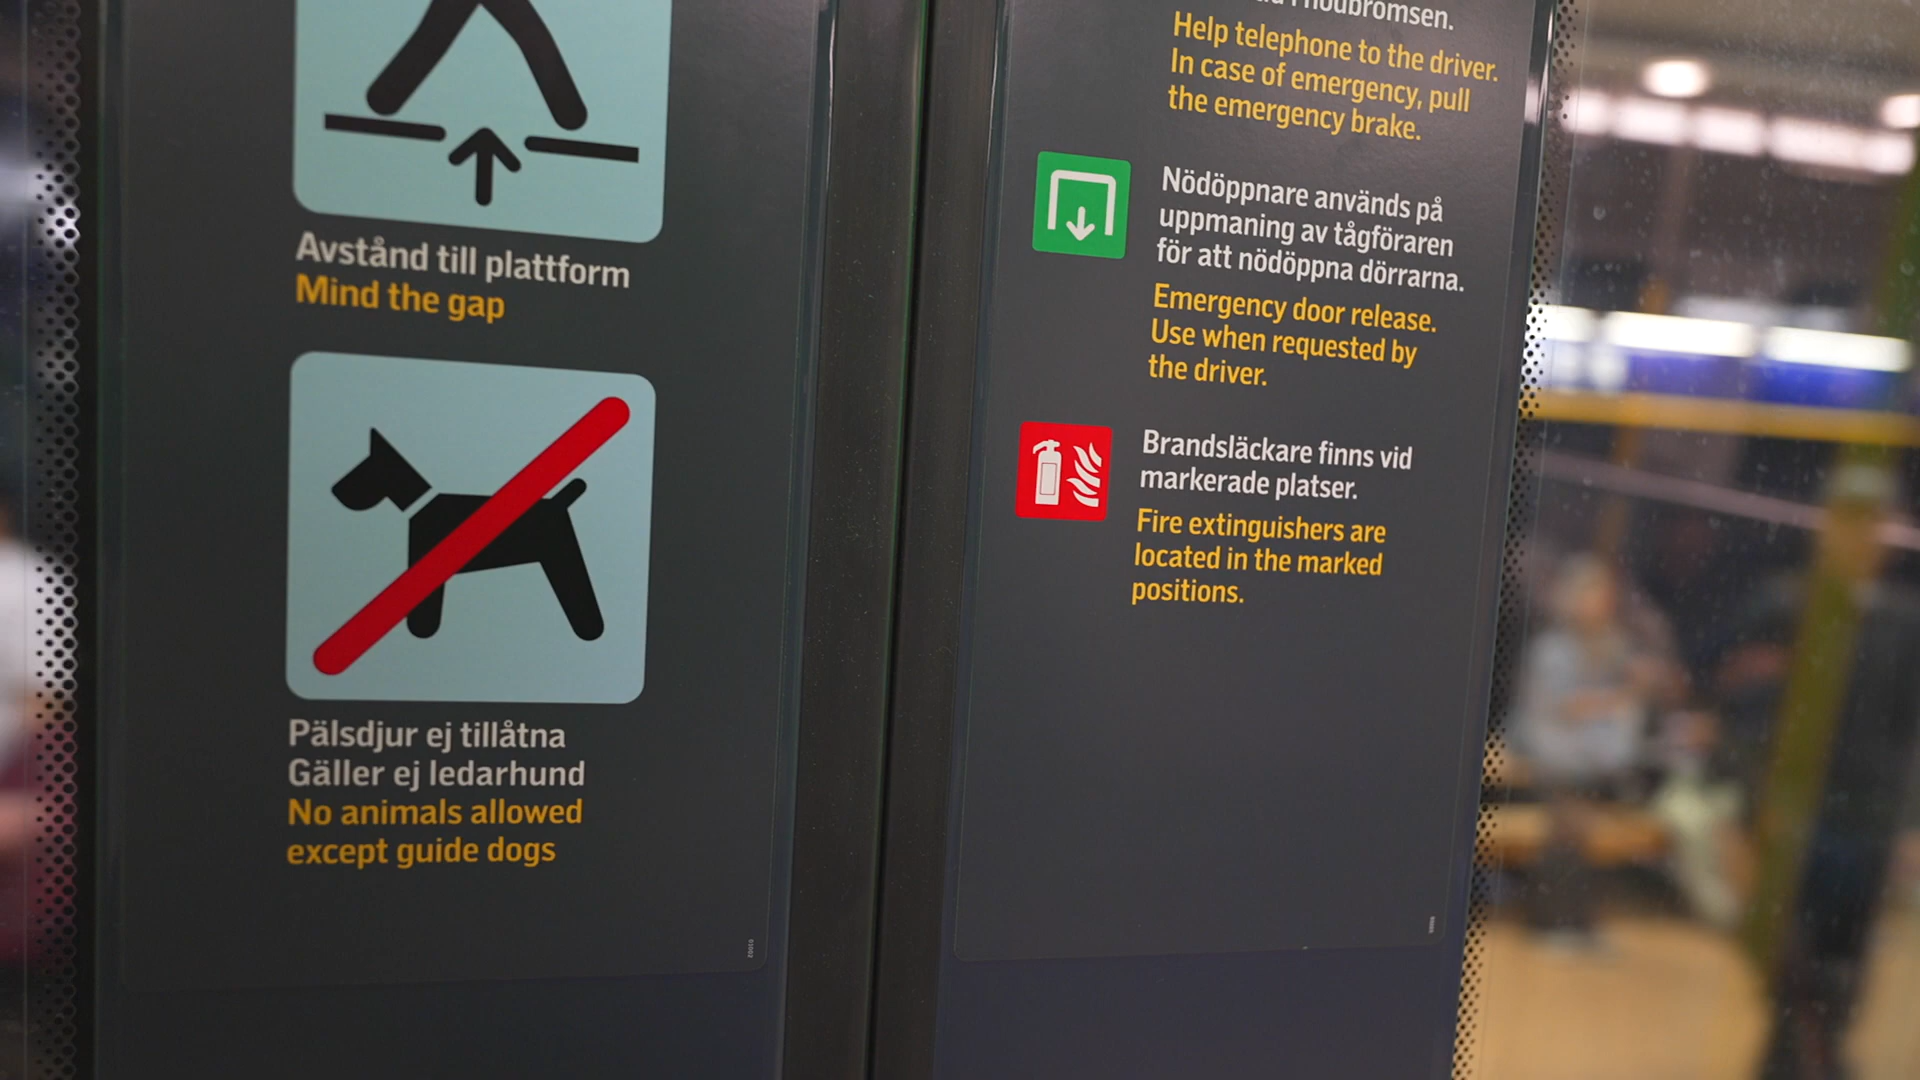 Avstånd till plattform
Mind the gap
Pälsdjur ej tillåtna
Gäller ej ledarhund
No animals allowed
except guide dogs
Help telephone to the driver.
In case of emergency, pull
the emergency brake.
Nödöppnare används på
uppmaning av tågföraren
för att nödöppna dörrarna.
Emergency door release.
Use when requested by
the driver.
Brandsläckare finns vid
markerade platser.
Fire extinguishers are
located in the marked
positions.